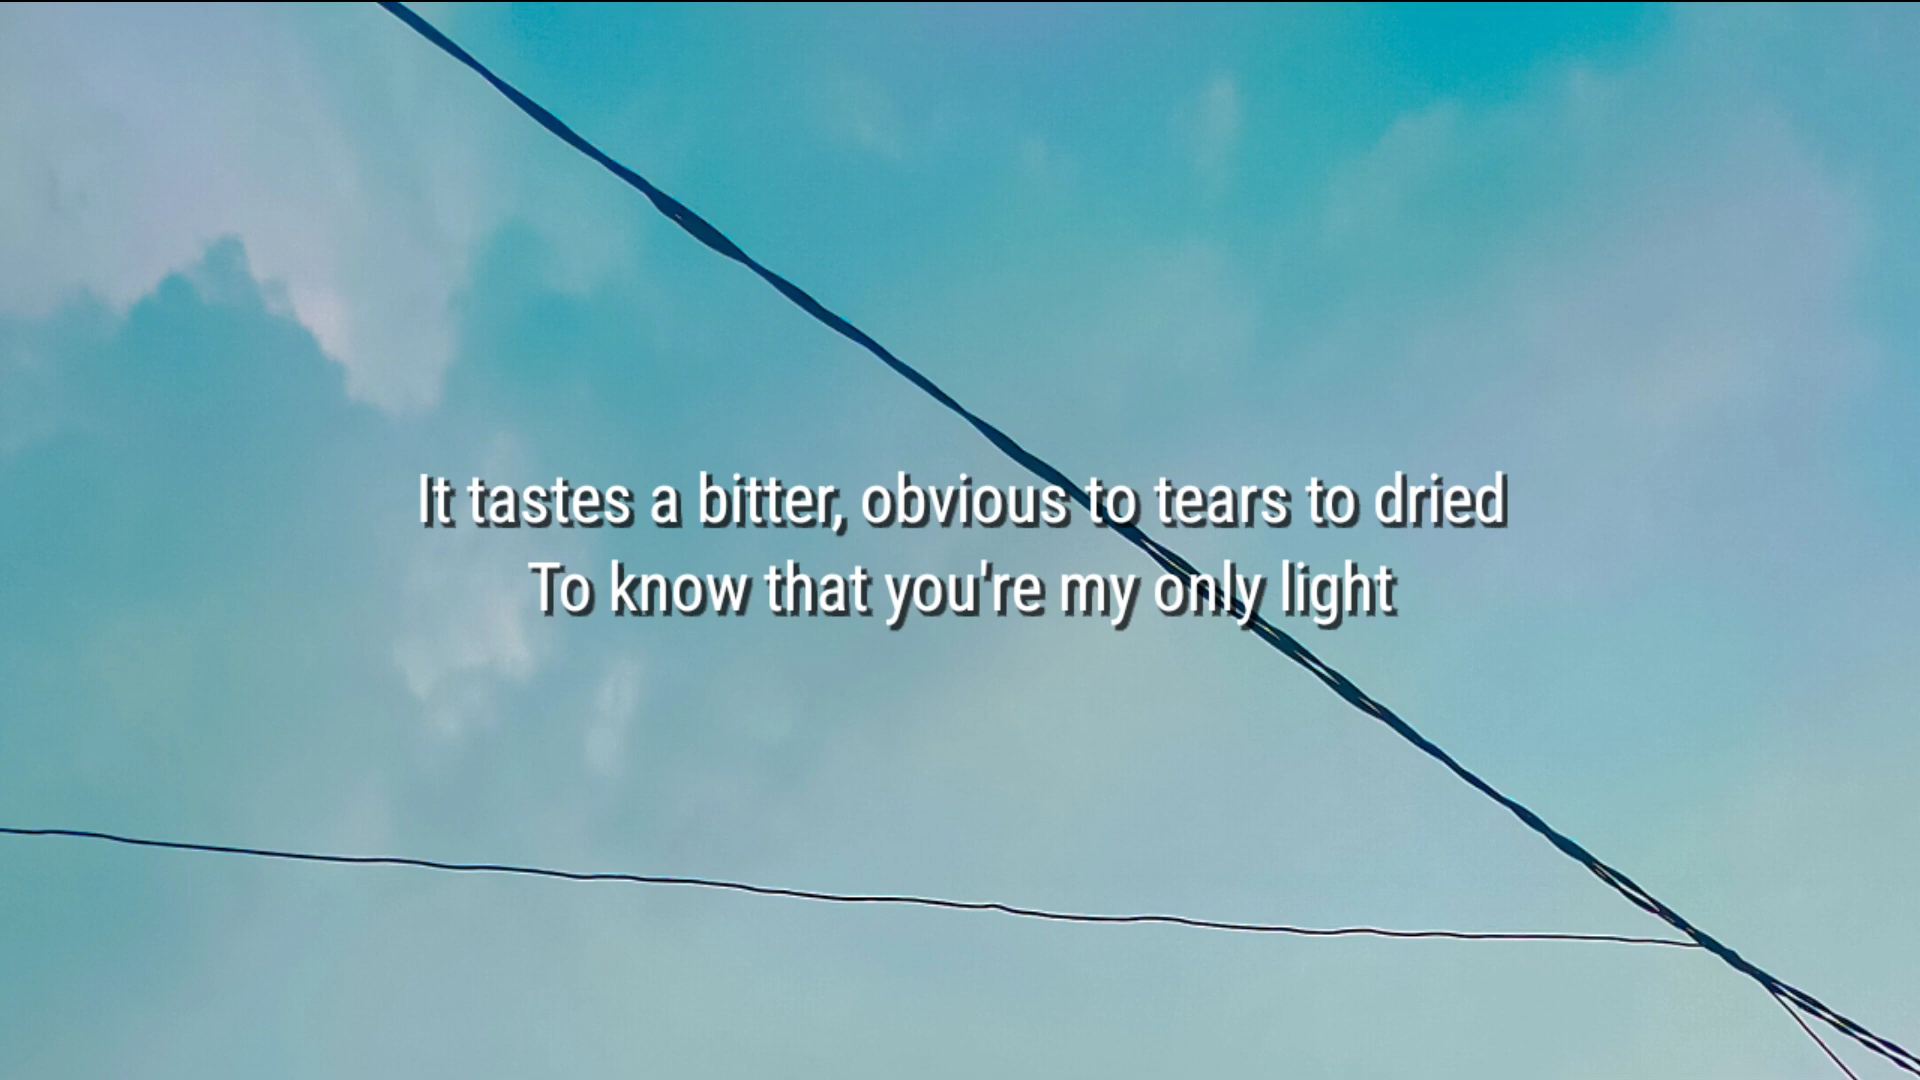 It tastes a bitter, obvious to tears to dried
To know that you're my only light